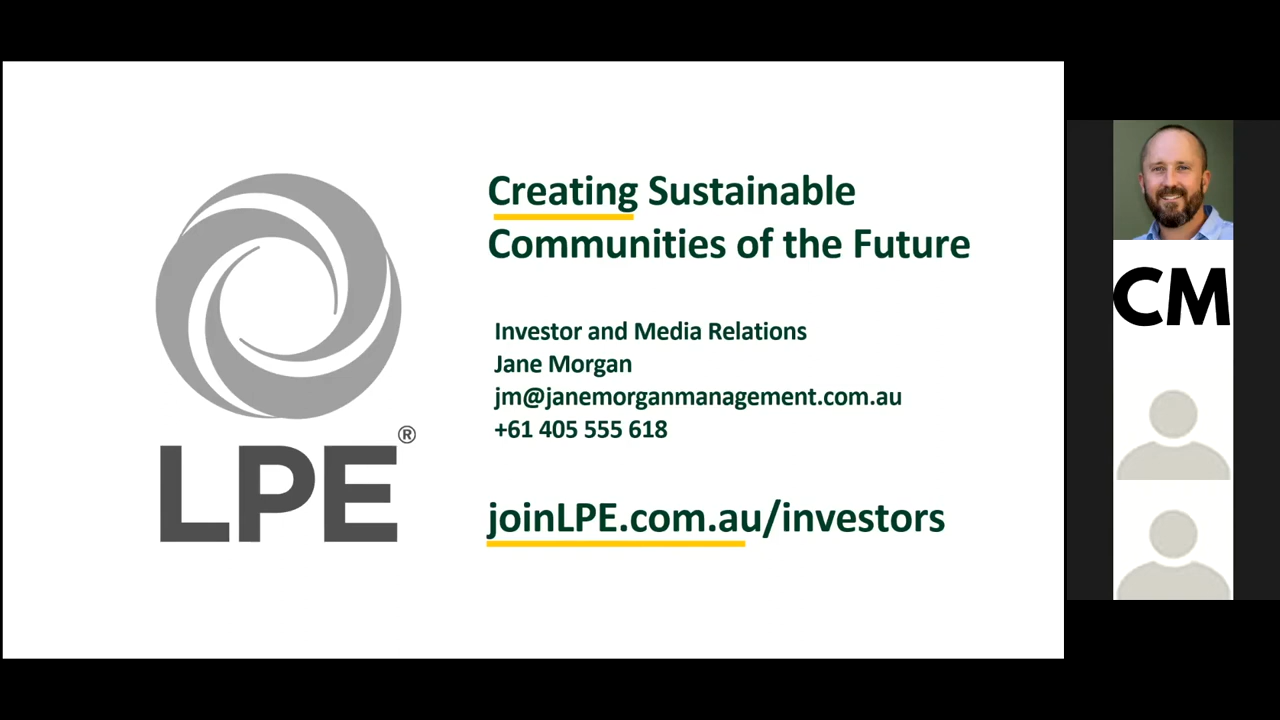 Creating Sustainable
Communities of the Future
Investor and Media Relations
Jane Morgan
jm@janemorganmanagement.com.au
+61 405 555 618
joinLPE.com.au/investors
LPE®
CM